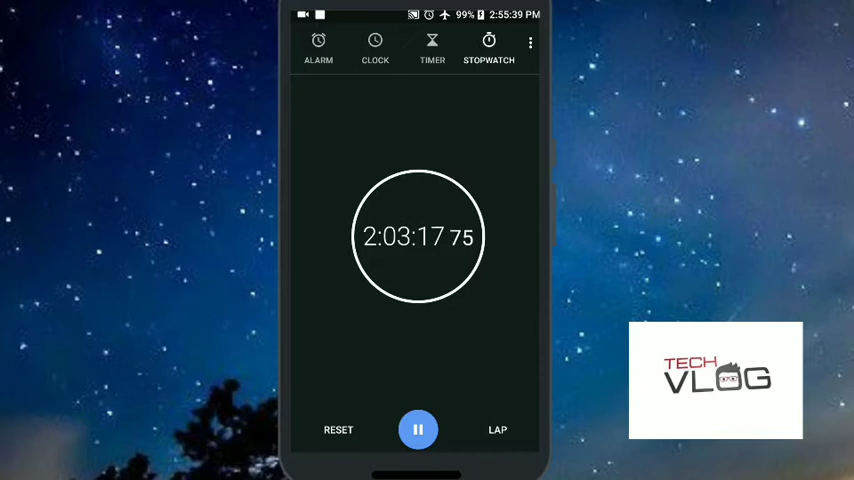 99% 2:55:39 PM
ALARM CLOCK TIMER STOPWATCH
2:03:17 75
RESET LAP
TECH
VLOG